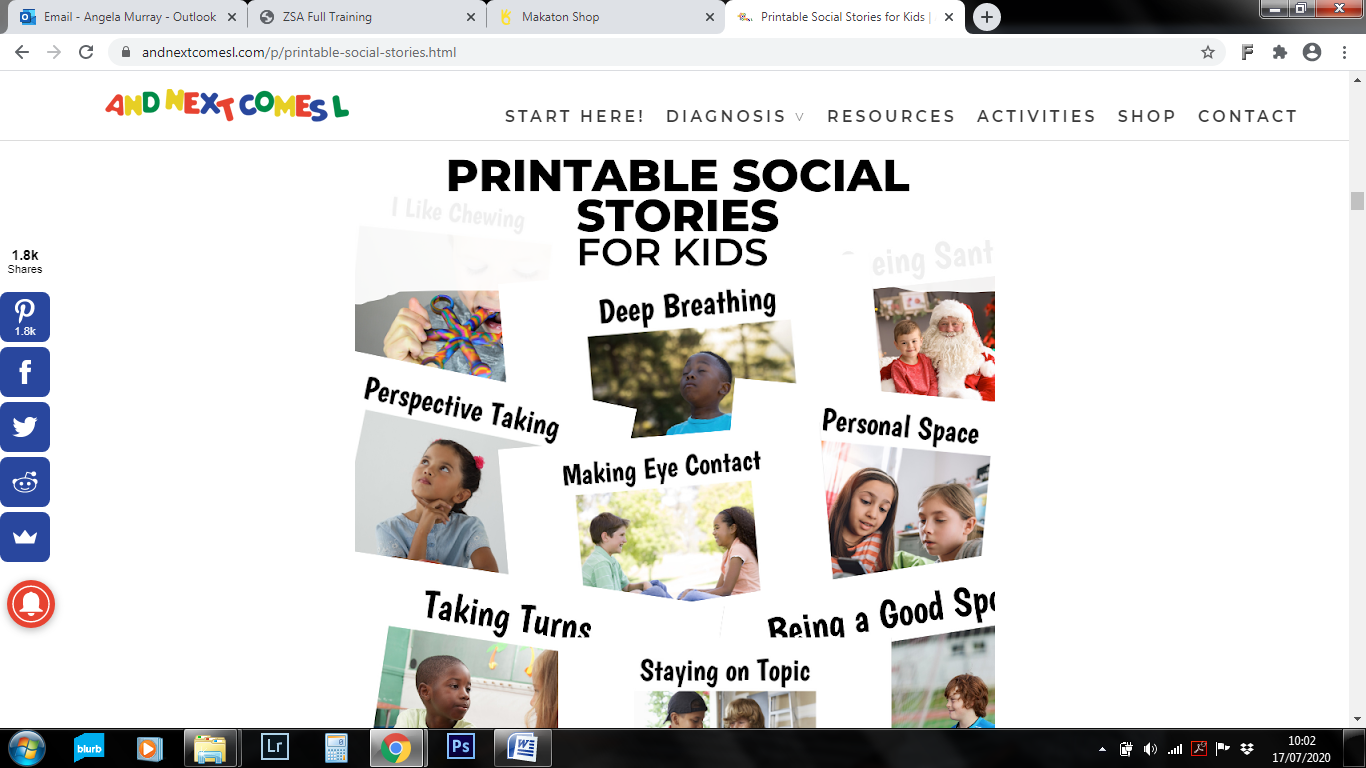 Email - Angela Murray - Outlook
ZSA Full Training
Makaton Shop
Printable Social Stories for Kids |
andnextcomesl.com/p/printable-social-stories.html
AND NEXT COMES L
START HERE!
DIAGNOSIS
RESOURCES
ACTIVITIES
SHOP
CONTACT
PRINTABLE SOCIAL
STORIES
FOR KIDS
I Like Chewing
eing Sant
1.8k
Shares
1.8k
Deep Breathing
Perspective Taking
Personal Space
Making Eye Contact
Taking Turns
Being a Good Spo
Staying on Topic
blurb
Lr
Ps
W
10:02
17/07/2020